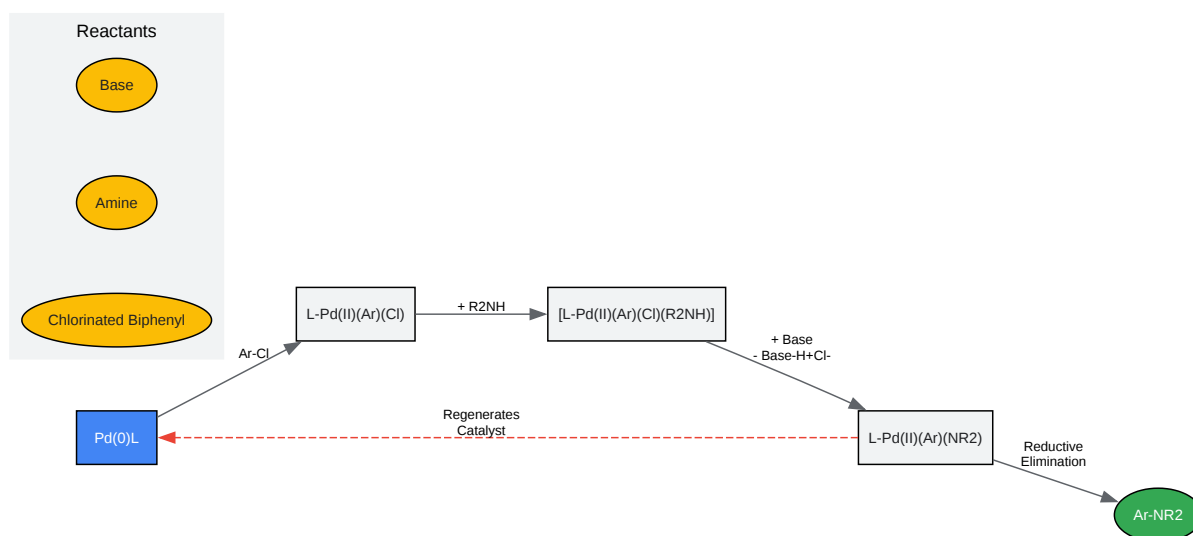 Reactants
Base
Amine
Chlorinated Biphenyl
L-Pd(II)(Ar)(Cl)
+ R2NH
[L-Pd(II)(Ar)(Cl)(R2NH)]
Ar-Cl
+ Base
- Base-H+Cl-
Pd(0)L
Regenerates
Catalyst
L-Pd(II)(Ar)(NR2)
Reductive
Elimination
Ar-NR2